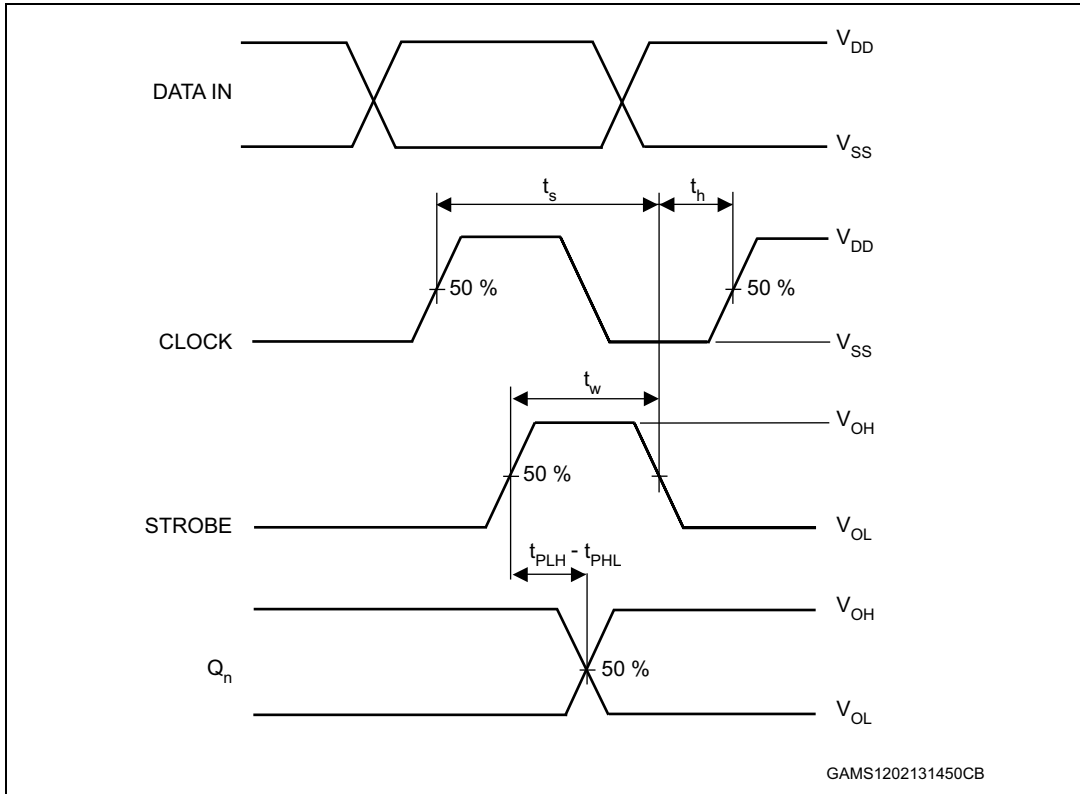 DATA IN
V_DD
V_SS
t_s
t_h
V_DD
50 %
50 %
CLOCK
V_SS
t_w
V_OH
50 %
STROBE
V_OL
t_PLH - t_PHL
V_OH
Q_n
50 %
V_OL
GAMS1202131450CB